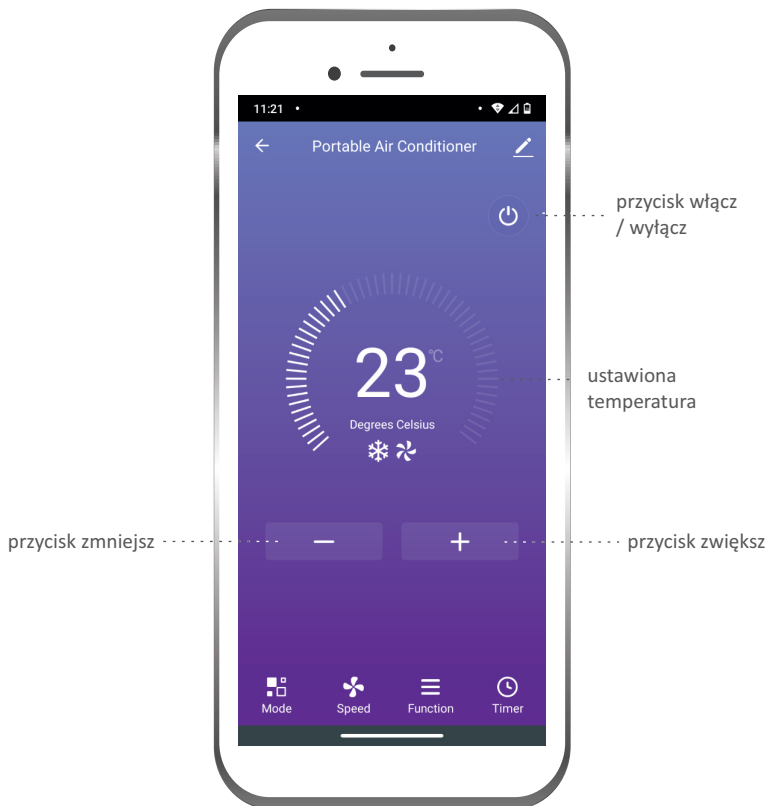 11:21
Portable Air Conditioner
przycisk włącz
/ wyłącz
23 °C
ustawiona
temperatura
Degrees Celsius
przycisk zmniejsz
przycisk zwiększ
Mode Speed Function Timer